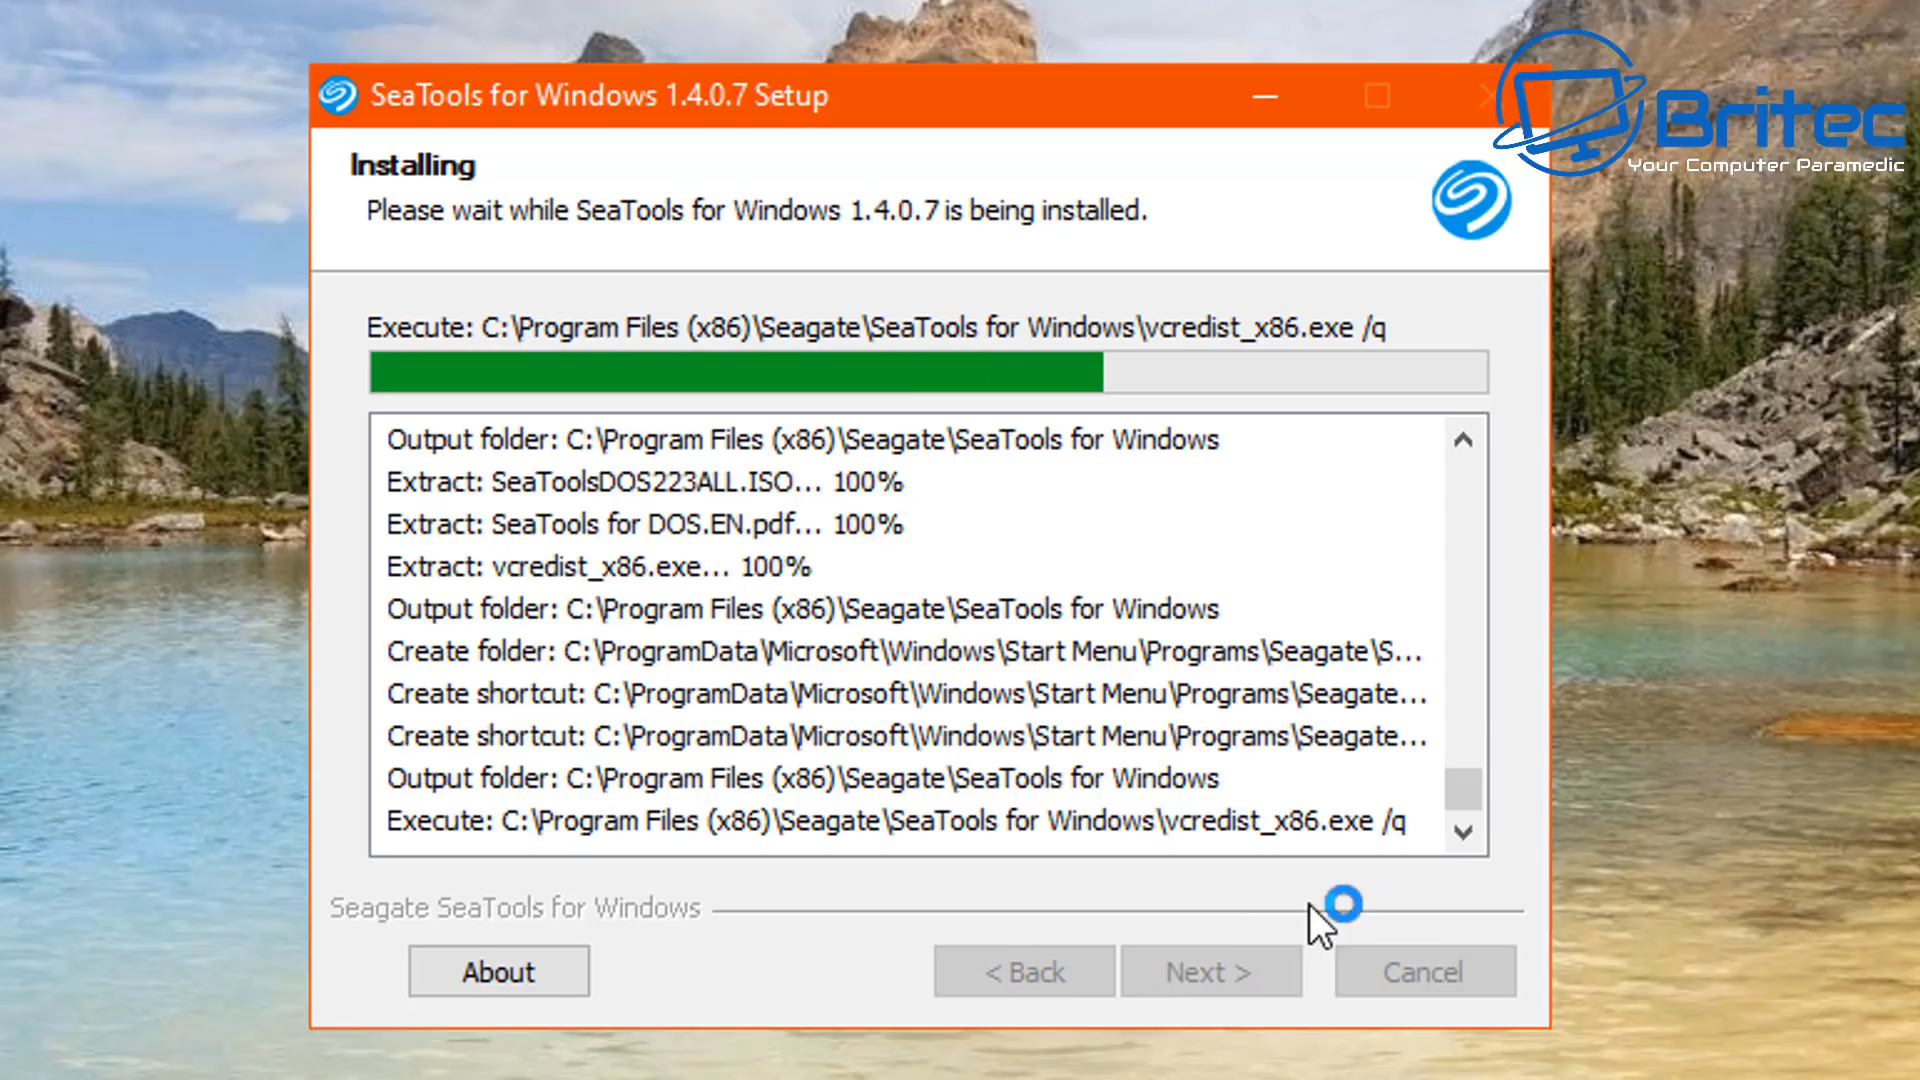 SeaTools for Windows 1.4.0.7 Setup
Britec
Your Computer Paramedic
Installing
Please wait while SeaTools for Windows 1.4.0.7 is being installed.
Execute: C:\Program Files (x86)\Seagate\SeaTools for Windows\vcredist_x86.exe /q
Output folder: C:\Program Files (x86)\Seagate\SeaTools for Windows
Extract: SeaToolsDOS223ALL.ISO... 100%
Extract: SeaTools for DOS.EN.pdf... 100%
Extract: vcredist_x86.exe... 100%
Output folder: C:\Program Files (x86)\Seagate\SeaTools for Windows
Create folder: C:\ProgramData\Microsoft\Windows\Start Menu\Programs\Seagate\S...
Create shortcut: C:\ProgramData\Microsoft\Windows\Start Menu\Programs\Seagate...
Create shortcut: C:\ProgramData\Microsoft\Windows\Start Menu\Programs\Seagate...
Output folder: C:\Program Files (x86)\Seagate\SeaTools for Windows
Execute: C:\Program Files (x86)\Seagate\SeaTools for Windows\vcredist_x86.exe /q
Seagate SeaTools for Windows
About
< Back
Next >
Cancel